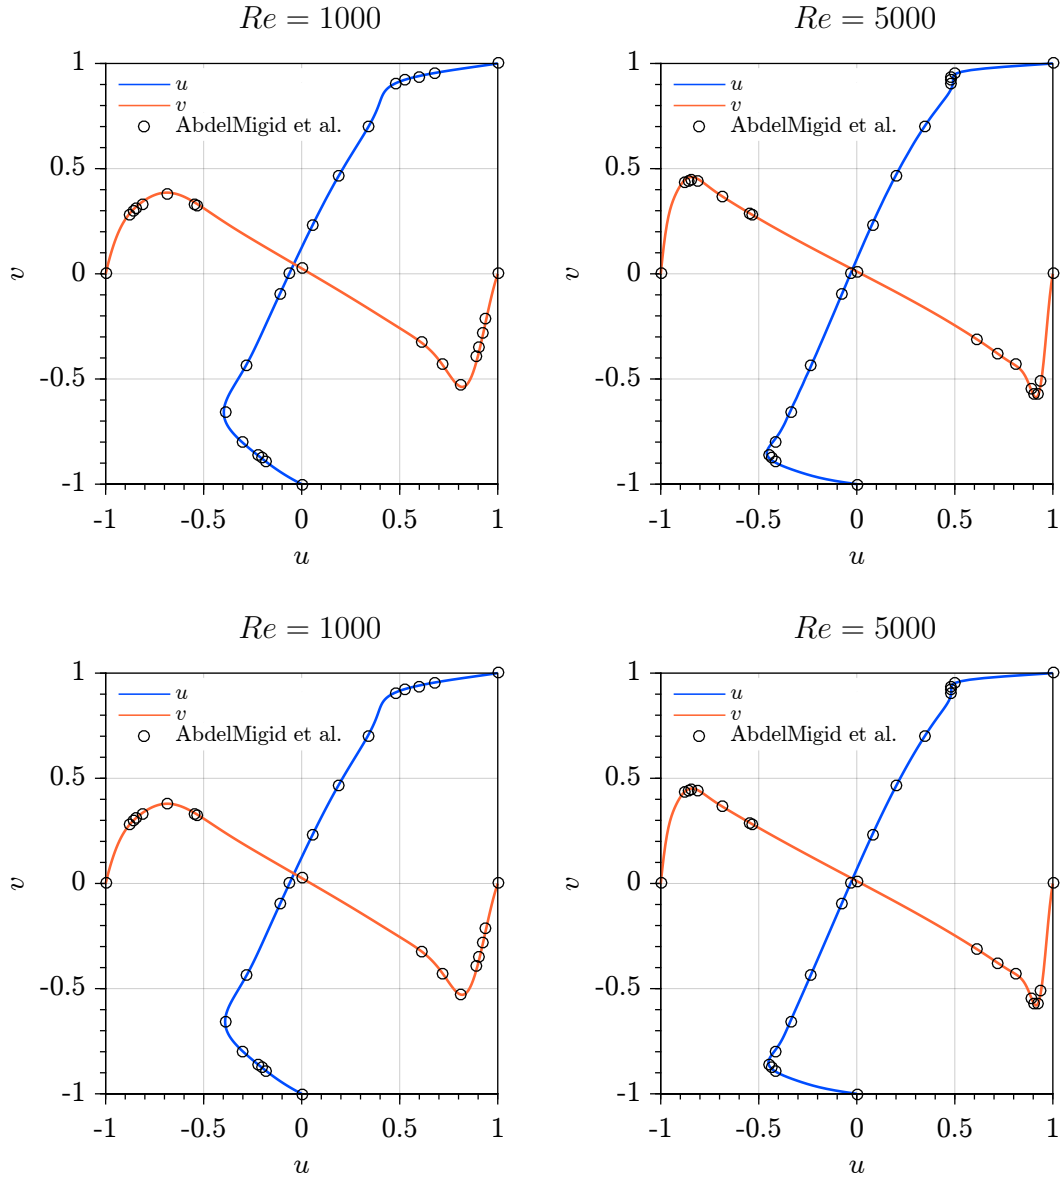 Re = 1000
1
0.5
0
-0.5
-1
v
u
v
AbdelMigid et al.
-1 -0.5 0 0.5 1
u
Re = 5000
1
0.5
0
-0.5
-1
v
u
v
AbdelMigid et al.
-1 -0.5 0 0.5 1
u
Re = 1000
1
0.5
0
-0.5
-1
v
u
v
AbdelMigid et al.
-1 -0.5 0 0.5 1
u
Re = 5000
1
0.5
0
-0.5
-1
v
u
v
AbdelMigid et al.
-1 -0.5 0 0.5 1
u